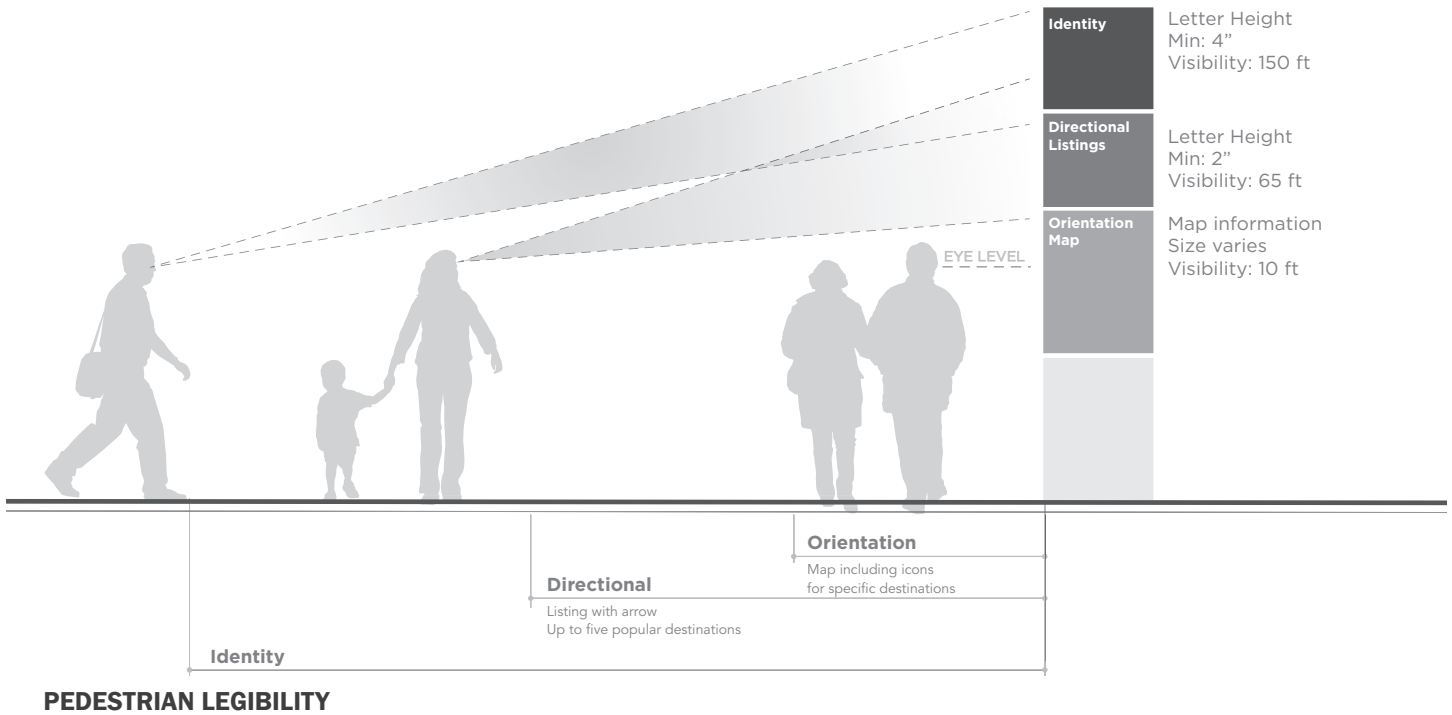 Identity
Letter Height
Min: 4”
Visibility: 150 ft
Directional
Listings
Letter Height
Min: 2”
Visibility: 65 ft
Orientation
Map
Map information
Size varies
Visibility: 10 ft
EYE LEVEL
Orientation
Map including icons
for specific destinations
Directional
Listing with arrow
Up to five popular destinations
Identity
PEDESTRIAN LEGIBILITY